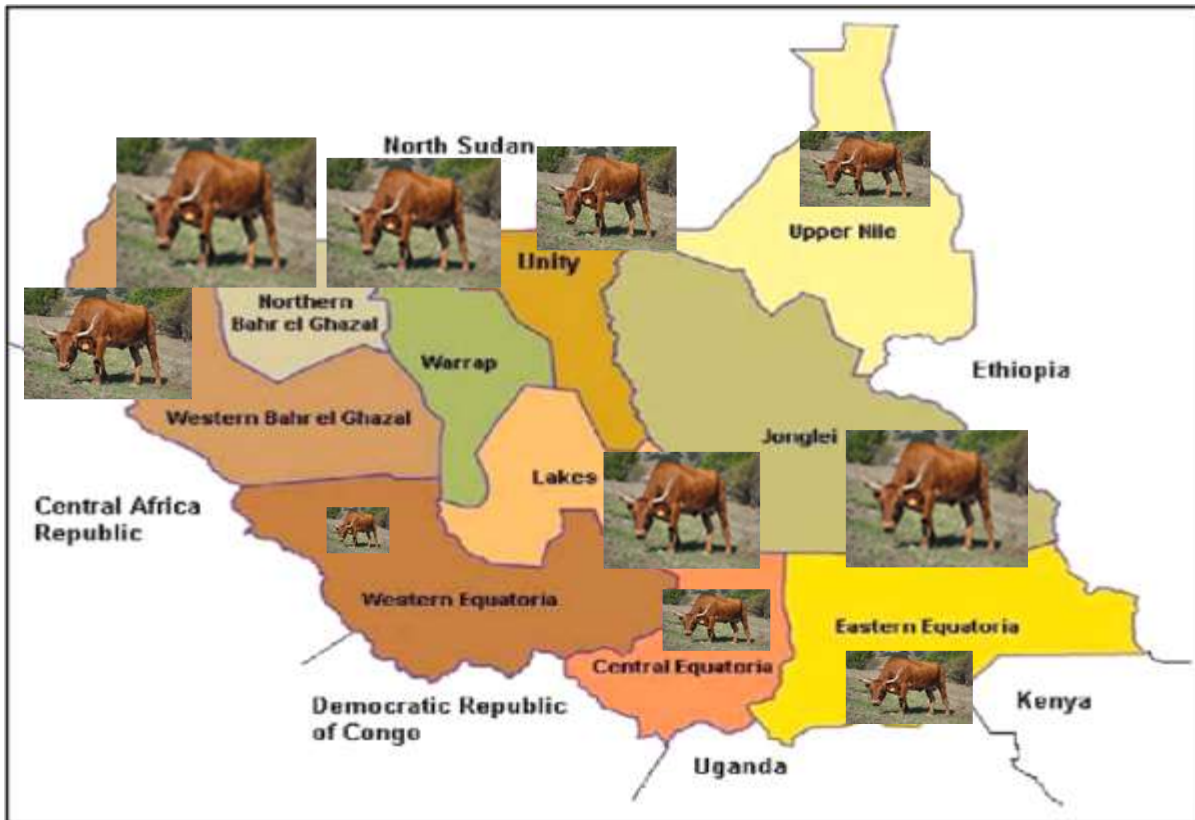 North Sudan
Upper Nile
Unity
Northern
Bahr el Ghazal
Warrap
Ethiopia
Western Bahr el Ghazal
Jonglei
Lakes
Central Africa
Republic
Western Equatoria
Eastern Equatoria
Central Equatoria
Democratic Republic
of Congo
Kenya
Uganda